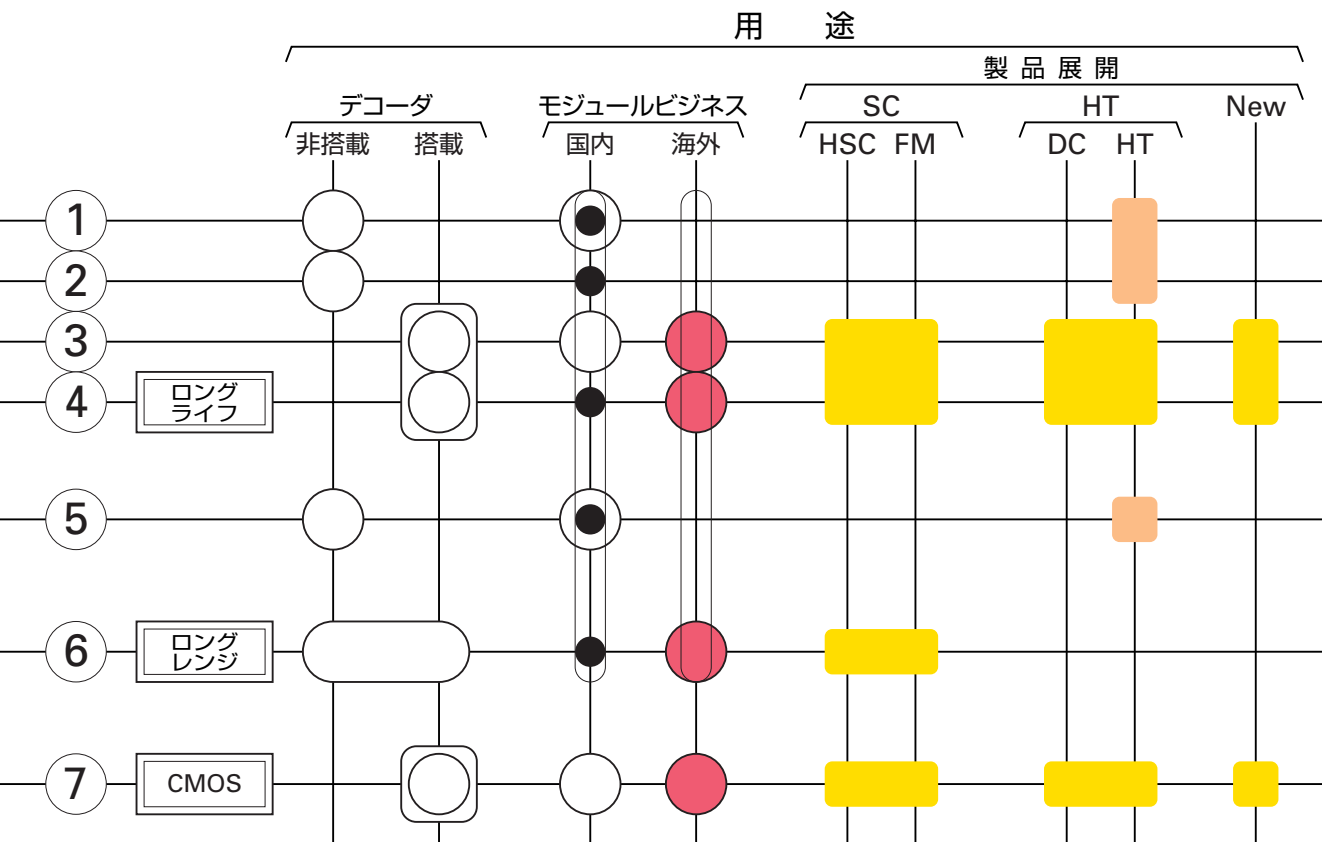 用 途
製品展開
デコーダ モジュールビジネス SC HT New
非搭載 搭載 国内 海外 HSC FM DC HT
1
2
3
4 ロング
ライフ
5
6 ロング
レンジ
7 CMOS